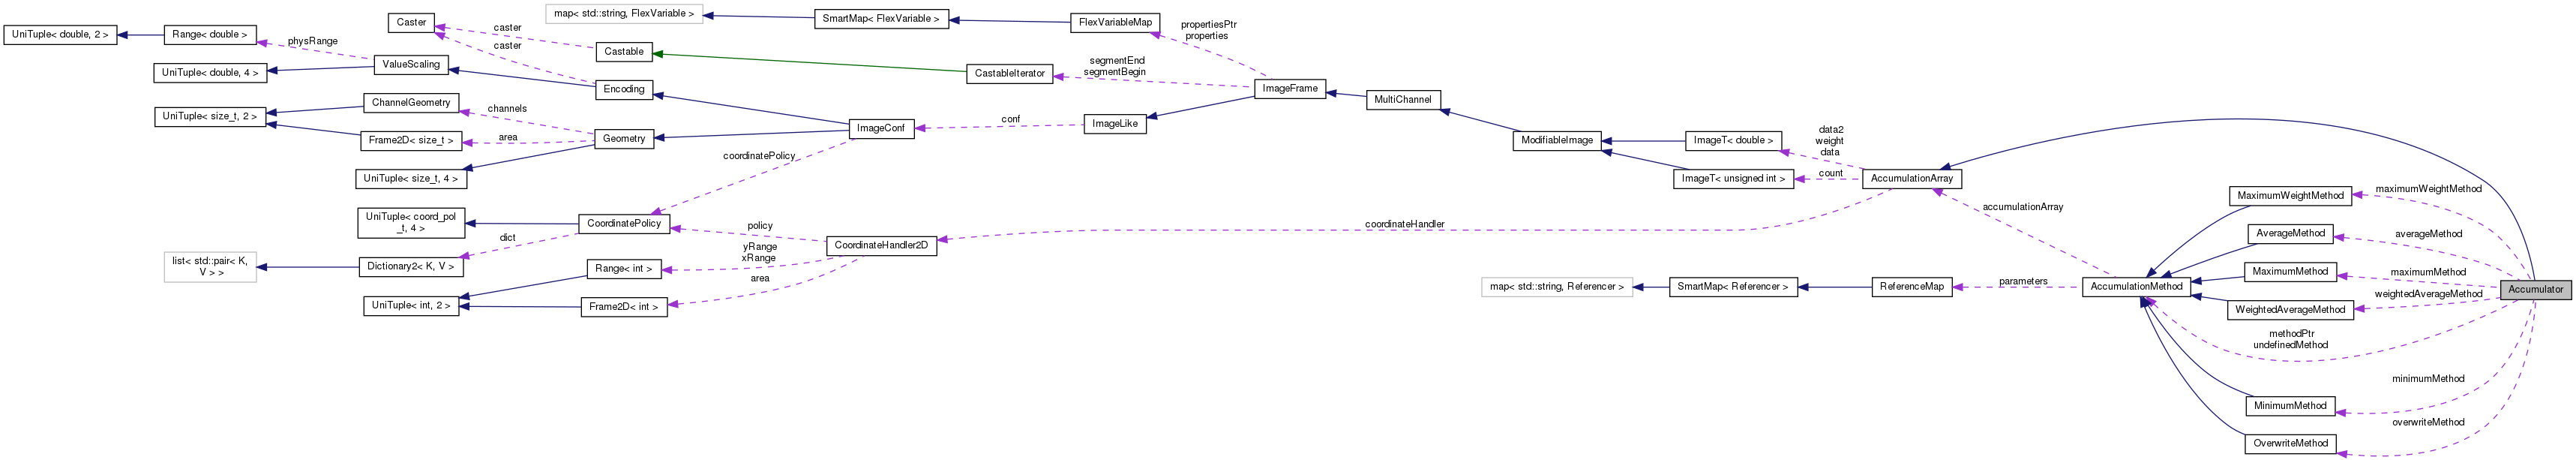 map< std::string, FlexVariable >
SmartMap< FlexVariable >
FlexVariableMap
propertiesPtr
properties
Caster
caster
caster
UniTuple< double, 2 >
Range< double >
physRange
Castable
ValueScaling
UniTuple< double, 4 >
CastableIterator
segmentEnd
segmentBegin
Encoding
ImageFrame
MultiChannel
ChannelGeometry
channels
UniTuple< size_t, 2 >
Frame2D< size_t >
area
Geometry
ImageConf
conf
ImageLike
coordinatePolicy
UniTuple< size_t, 4 >
ModifiableImage
ImageT< double >
data2
weight
data
ImageT< unsigned int >
count
AccumulationArray
accumulationArray
MaximumWeightMethod
maximumWeightMethod
UniTuple< coord_pol
_t, 4 >
CoordinatePolicy
policy
coordinateHandler
CoordinateHandler2D
AverageMethod
averageMethod
list< std::pair< K,
V > >
Dictionary2< K, V >
dict
Range< int >
yRange
xRange
area
UniTuple< int, 2 >
Frame2D< int >
map< std::string, Referencer >
SmartMap< Referencer >
ReferenceMap
parameters
AccumulationMethod
MaximumMethod
maximumMethod
WeightedAverageMethod
weightedAverageMethod
Accumulator
methodPtr
undefinedMethod
MinimumMethod
minimumMethod
OverwriteMethod
overwriteMethod